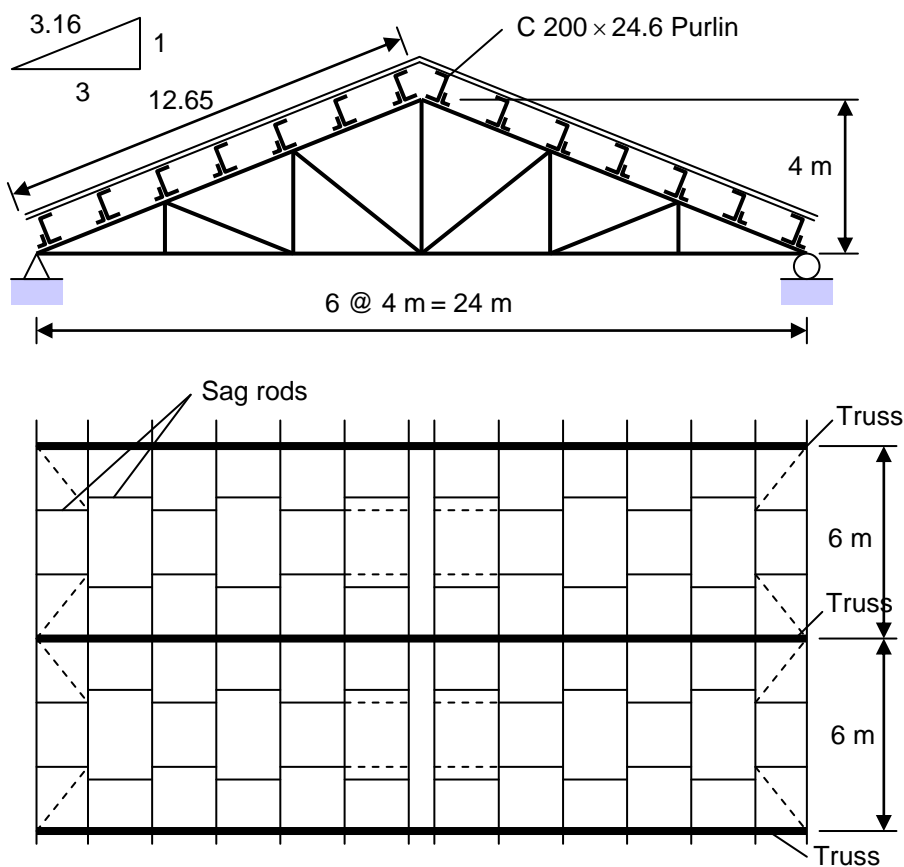 3.16
1
3
C 200 × 24.6 Purlin
12.65
4 m
6 @ 4 m = 24 m
Sag rods
Truss
6 m
Truss
6 m
Truss